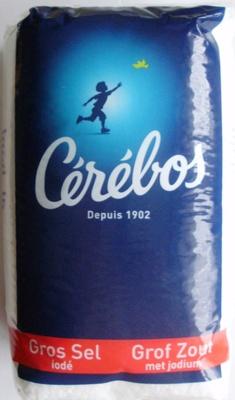 Cérébos
Depuis 1902
Gros Sel Grof Zout
iodé met jodium